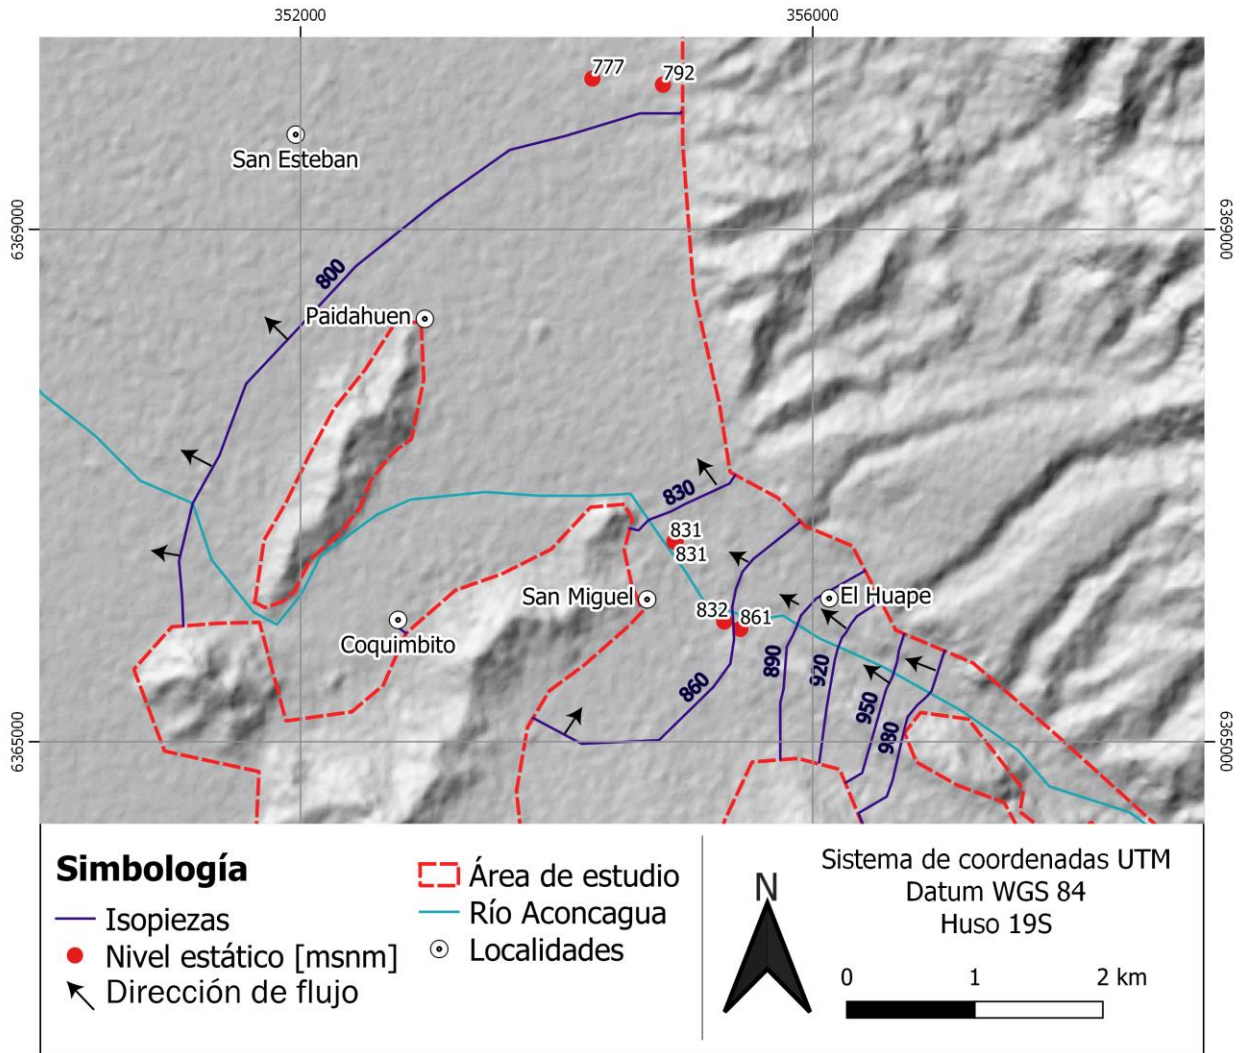 352000
356000
777
792
San Esteban
6369000
6369000
800
Paidahuen
830
831
831
San Miguel
El Huape
832
861
Coquimbito
890
920
860
950
980
6365000
6365000
Simbología
Isopiezas
Nivel estático [msnm]
Dirección de flujo
Área de estudio
Río Aconcagua
Localidades
N
Sistema de coordenadas UTM
Datum WGS 84
Huso 19S
0 1 2 km